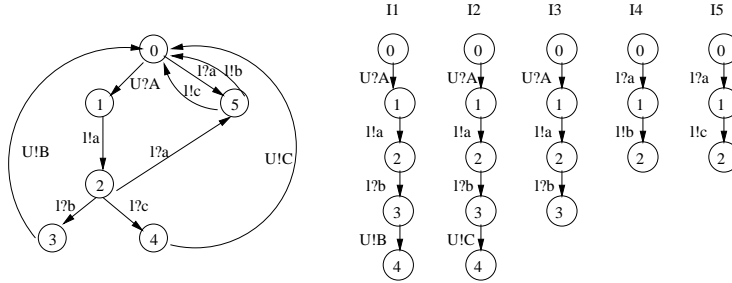 I1 I2 I3 I4 I5
0 0 0 0 0 0
l?a l!b
U?A l!c
U?A U?A U?A l?a l?a
1 5 1 1 1 1 1
l!a l!a l!a l!a l!b l!c
l?a
U!B U!C
2 2 2 2 2 2
l?b l?c l?b l?b l?b
3 4 3 3 3
U!B U!C
4 4